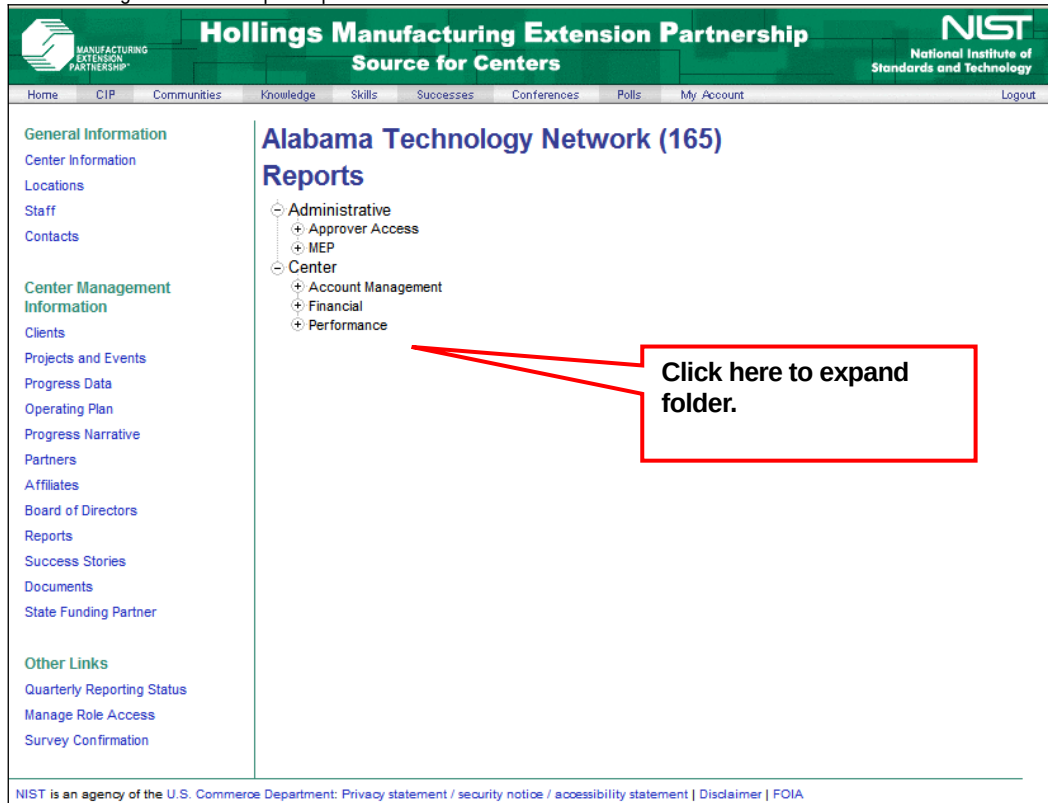 MANUFACTURING
EXTENSION
PARTNERSHIP
Hollings Manufacturing Extension Partnership
Source for Centers
NIST
National Institute of
Standards and Technology
Home CIP Communities Knowledge Skills Successes Conferences Polls My Account Logout
General Information
Center Information
Locations
Staff
Contacts
Center Management
Information
Clients
Projects and Events
Progress Data
Operating Plan
Progress Narrative
Partners
Affiliates
Board of Directors
Reports
Success Stories
Documents
State Funding Partner
Other Links
Quarterly Reporting Status
Manage Role Access
Survey Confirmation
Alabama Technology Network (165)
Reports
Administrative
Approver Access
MEP
Center
Account Management
Financial
Performance
Click here to expand
folder.
NIST is an agency of the U.S. Commerce Department: Privacy statement / security notice / accessibility statement | Disclaimer | FOIA